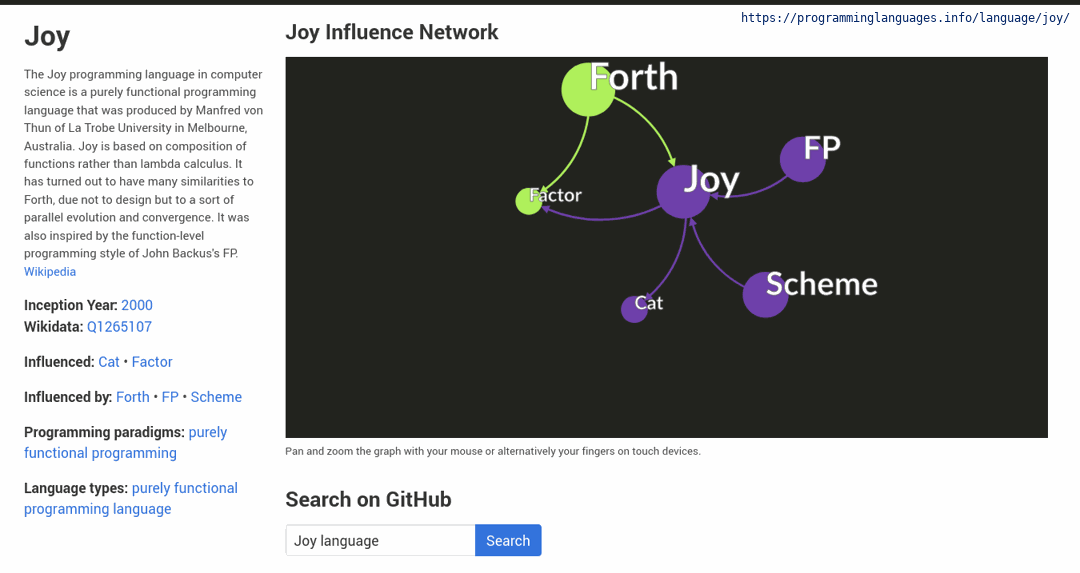 https://programminglanguages.info/language/joy/
Joy
The Joy programming language in computer
science is a purely functional programming
language that was produced by Manfred von
Thun of La Trobe University in Melbourne,
Australia. Joy is based on composition of
functions rather than lambda calculus. It
has turned out to have many similarities to
Forth, due not to design but to a sort of
parallel evolution and convergence. It was
also inspired by the function-level
programming style of John Backus's FP.
Wikipedia
Inception Year: 2000
Wikidata: Q1265107
Influenced: Cat • Factor
Influenced by: Forth • FP • Scheme
Programming paradigms: purely
functional programming
Language types: purely functional
programming language
Joy Influence Network
Forth
FP
Joy
Factor
Scheme
Cat
Pan and zoom the graph with your mouse or alternatively your fingers on touch devices.
Search on GitHub
Joy language
Search